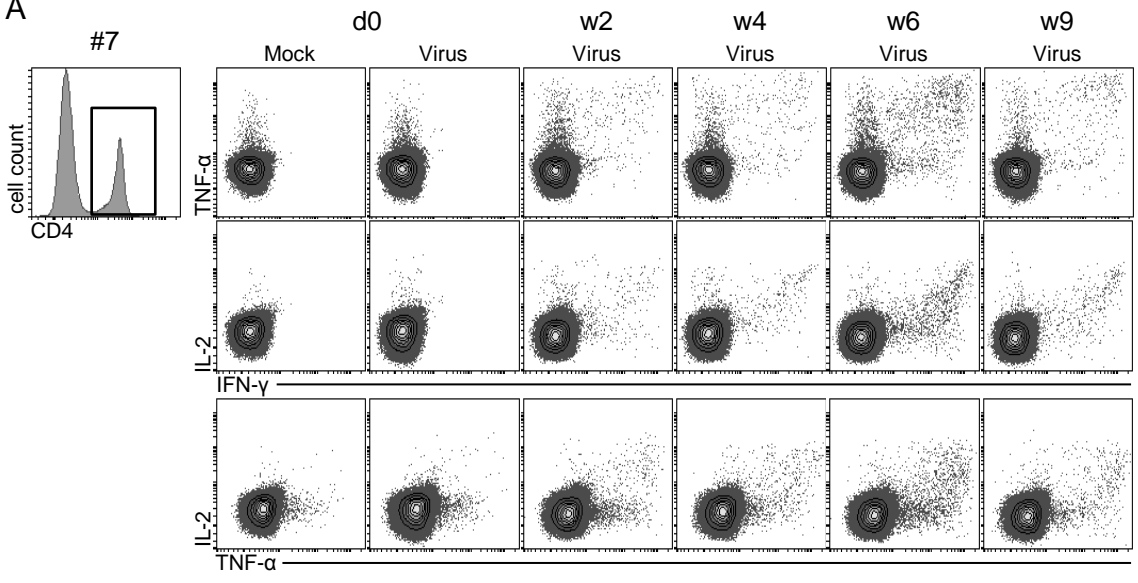 A
#7
d0 w2 w4 w6 w9
Mock Virus Virus Virus Virus Virus
cell count
CD4
TNF-α
IL-2
IFN-γ
IL-2
TNF-α